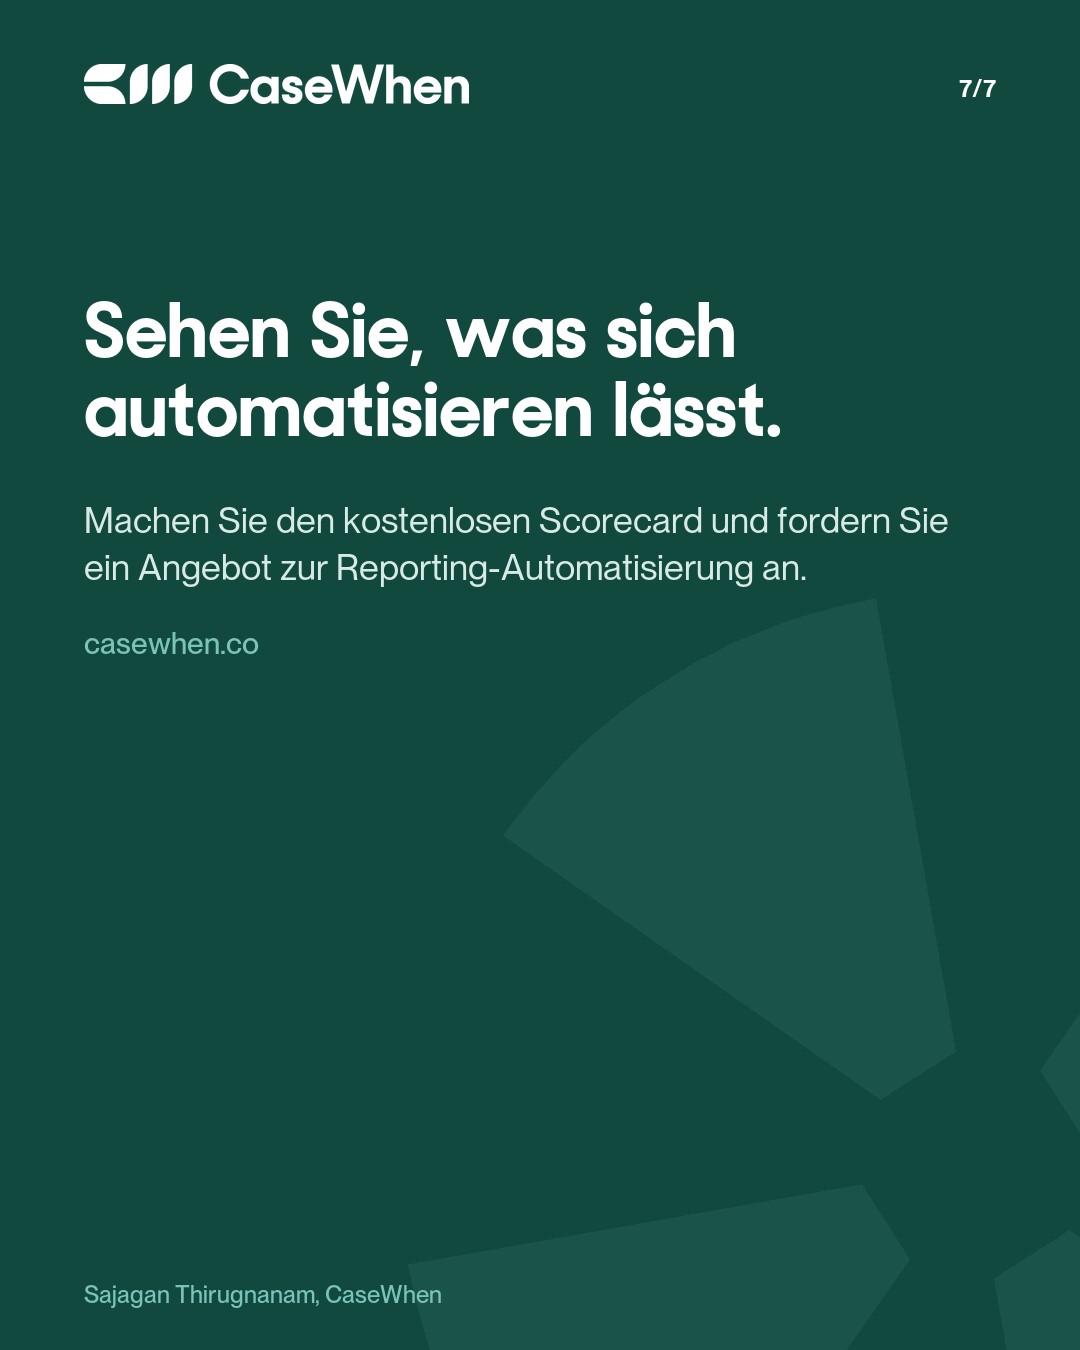 CaseWhen
7/7
Sehen Sie, was sich
automatisieren lässt.
Machen Sie den kostenlosen Scorecard und fordern Sie
ein Angebot zur Reporting-Automatisierung an.
casewhen.co
Sajagan Thirugnanam, CaseWhen